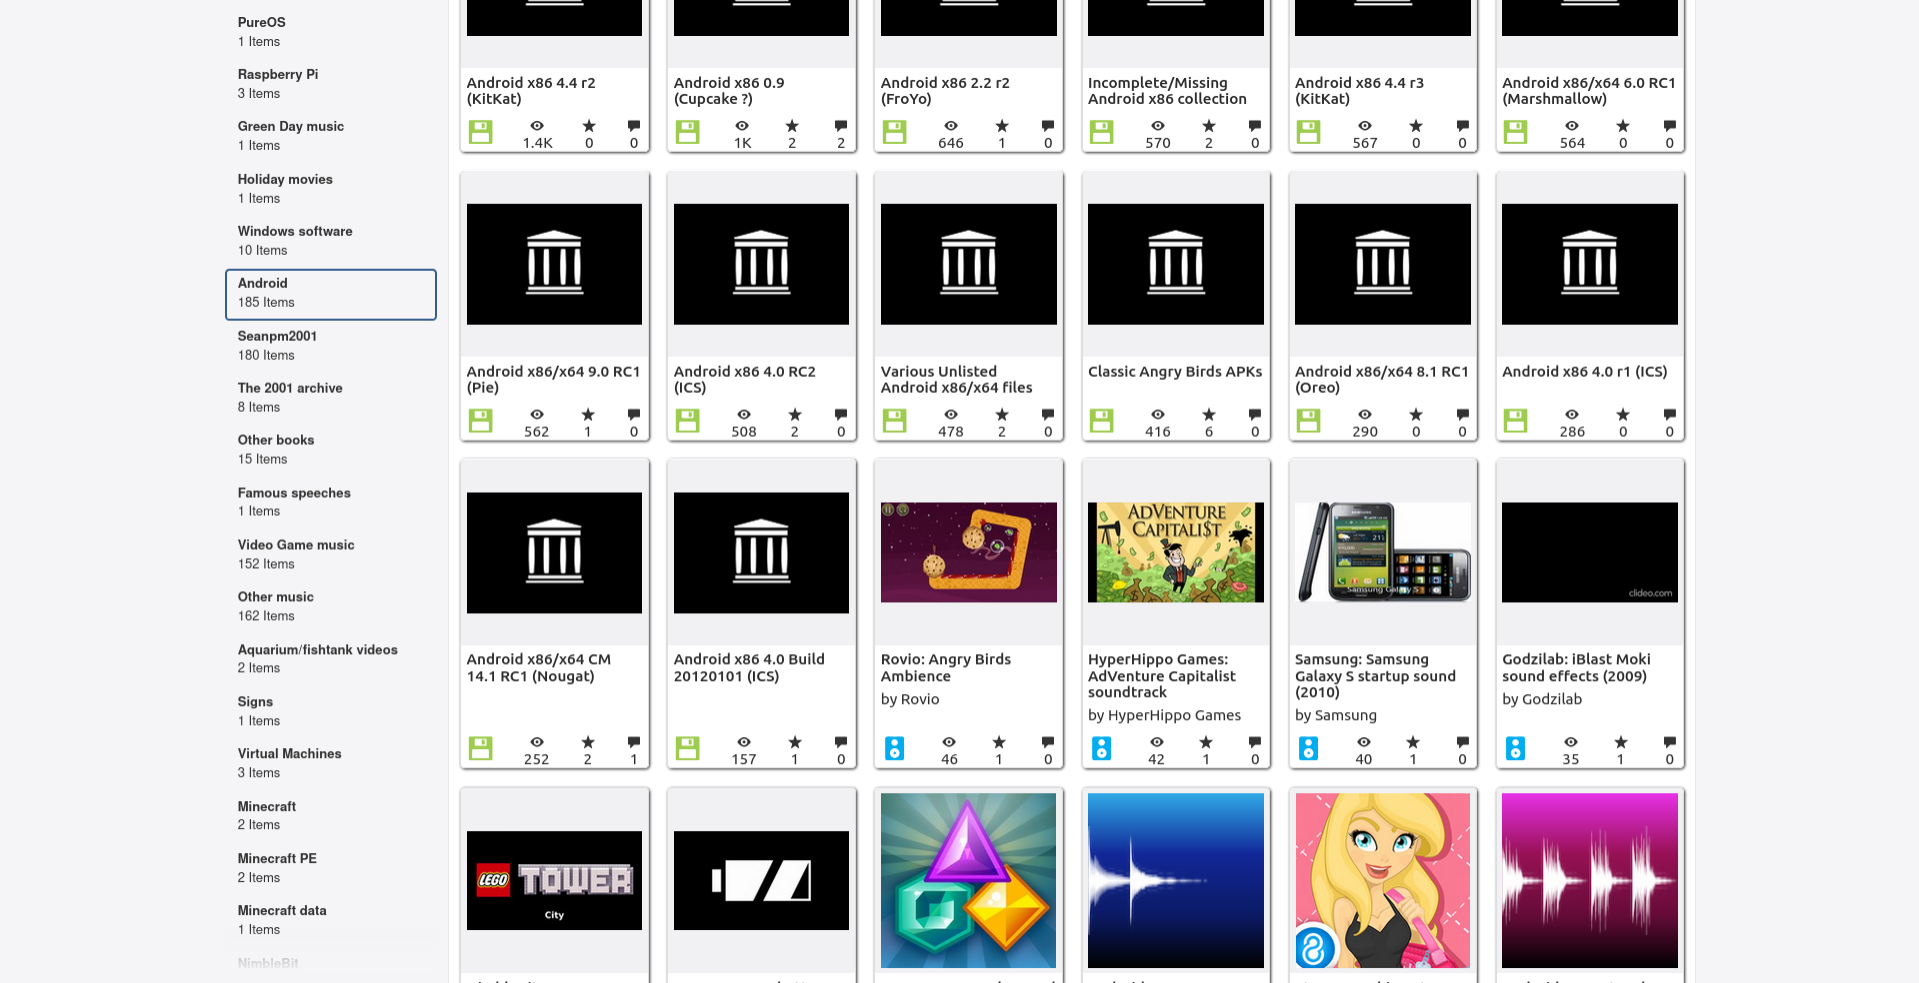 PureOS
1 Items
Raspberry Pi
3 Items
Green Day music
1 Items
Holiday movies
1 Items
Windows software
10 Items
Android
185 Items
Seanpm2001
180 Items
The 2001 archive
8 Items
Other books
15 Items
Famous speeches
1 Items
Video Game music
152 Items
Other music
162 Items
Aquarium/fishtank videos
2 Items
Signs
1 Items
Virtual Machines
3 Items
Minecraft
2 Items
Minecraft PE
2 Items
Minecraft data
1 Items
NimbleBit
Android x86 4.4 r2
(KitKat)
1.4K 0 0
Android x86 0.9
(Cupcake ?)
1K 2 2
Android x86 2.2 r2
(FroYo)
646 1 0
Incomplete/Missing
Android x86 collection
570 2 0
Android x86 4.4 r3
(KitKat)
567 0 0
Android x86/x64 6.0 RC1
(Marshmallow)
564 0 0
Android x86/x64 9.0 RC1
(Pie)
562 1 0
Android x86 4.0 RC2
(ICS)
508 2 0
Various Unlisted
Android x86/x64 files
478 2 0
Classic Angry Birds APKs
416 6 0
Android x86/x64 8.1 RC1
(Oreo)
290 0 0
Android x86 4.0 r1 (ICS)
286 0 0
Android x86/x64 CM
14.1 RC1 (Nougat)
252 2 1
Android x86 4.0 Build
20120101 (ICS)
157 1 0
Rovio: Angry Birds
Ambience
by Rovio
46 1 0
ADVENTURE
CAPITALI$T
HyperHippo Games:
AdVenture Capitalist
soundtrack
by HyperHippo Games
42 1 0
Samsung Galaxy S
Samsung: Samsung
Galaxy S startup sound
(2010)
by Samsung
40 1 0
clideo.com
Godzilab: iBlast Moki
sound effects (2009)
by Godzilab
35 1 0
LEGO TOWER
City